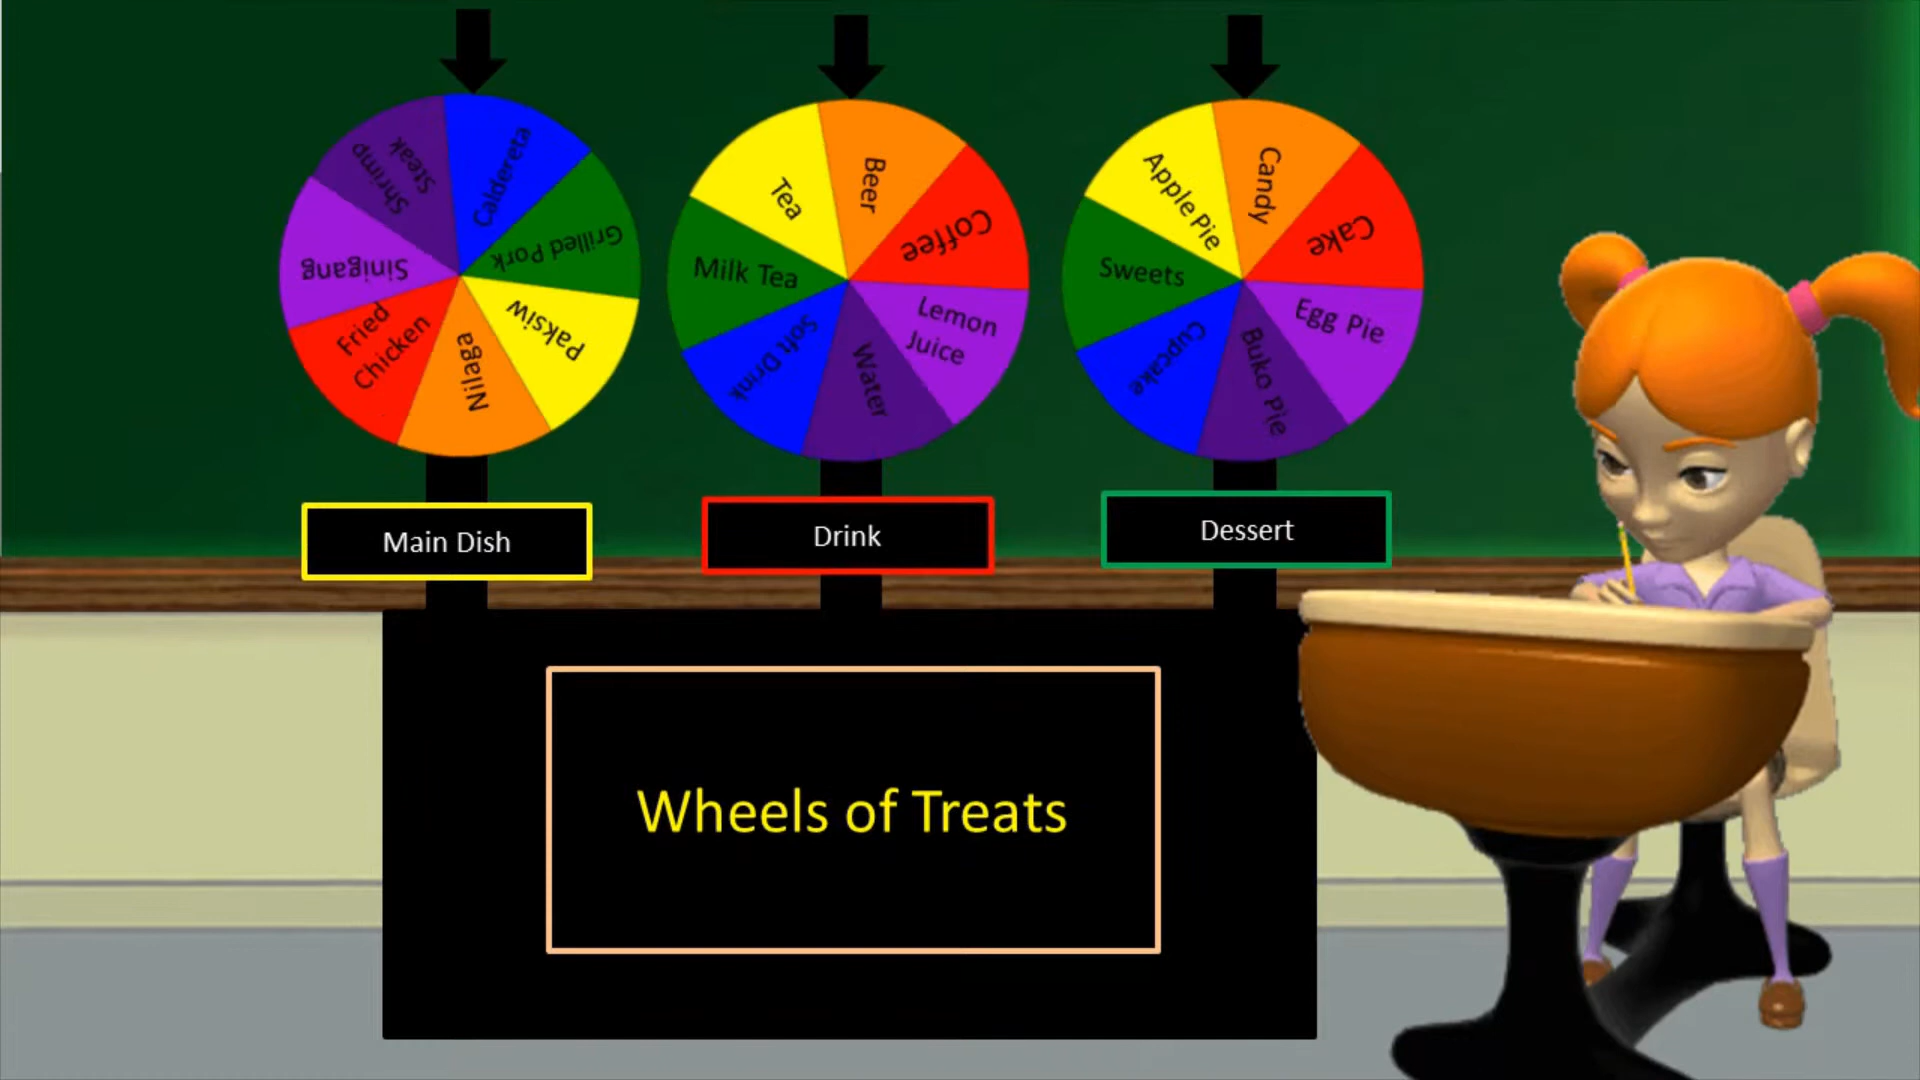 Shrimp
Steak
Caldereta
Grilled Pork
Paksiw
Nilaga
Fried
Chicken
Sinigang
Tea
Beer
Coffee
Lemon
Juice
Water
Soft Drink
Milk Tea
Apple Pie
Candy
Cake
Egg Pie
Buko Pie
Cupcake
Sweets
Main Dish
Drink
Dessert
Wheels of Treats